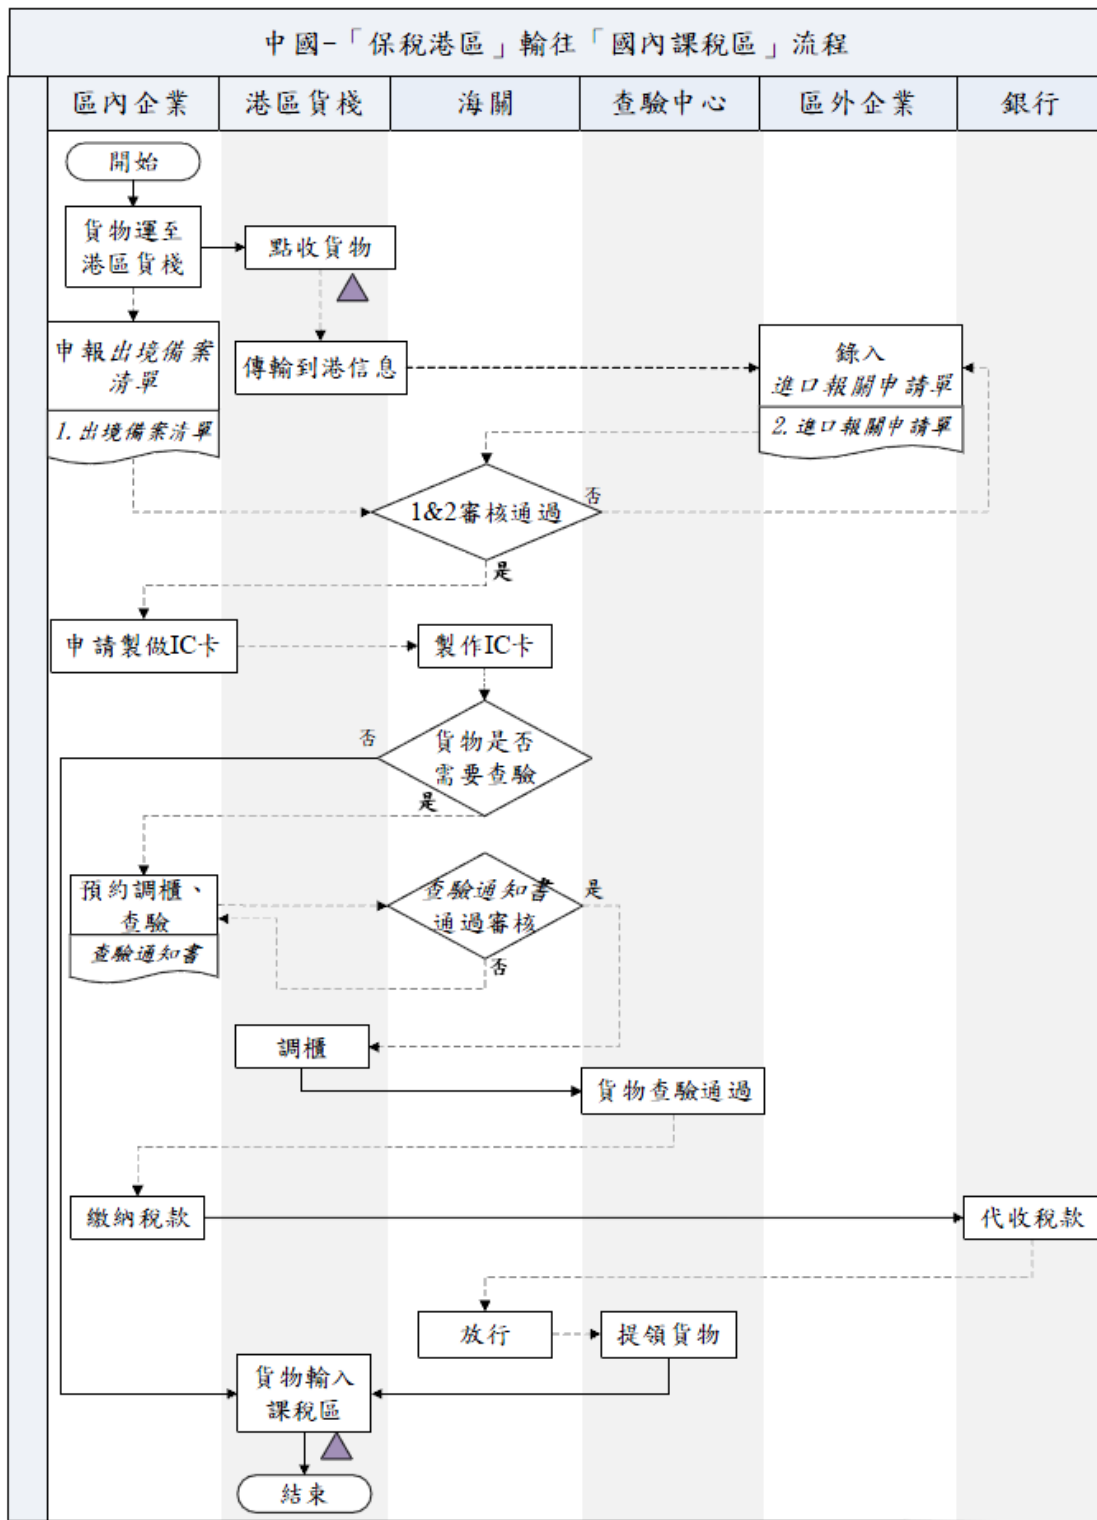 中國-「保稅港區」輸往「國內課稅區」流程
區內企業
港區貨棧
海關
查驗中心
區外企業
銀行
開始
貨物運至
港區貨棧
點收貨物
申報出境備案
清單
1.出境備案清單
傳輸到港信息
錄入
進口報關申請單
2.進口報關申請單
1&2審核通過
否
是
申請製做IC卡
製作IC卡
貨物是否
需要查驗
否
是
預約調櫃、
查驗
查驗通知書
查驗通知書
通過審核
是
否
調櫃
貨物查驗通過
繳納稅款
代收稅款
放行
提領貨物
貨物輸入
課稅區
結束